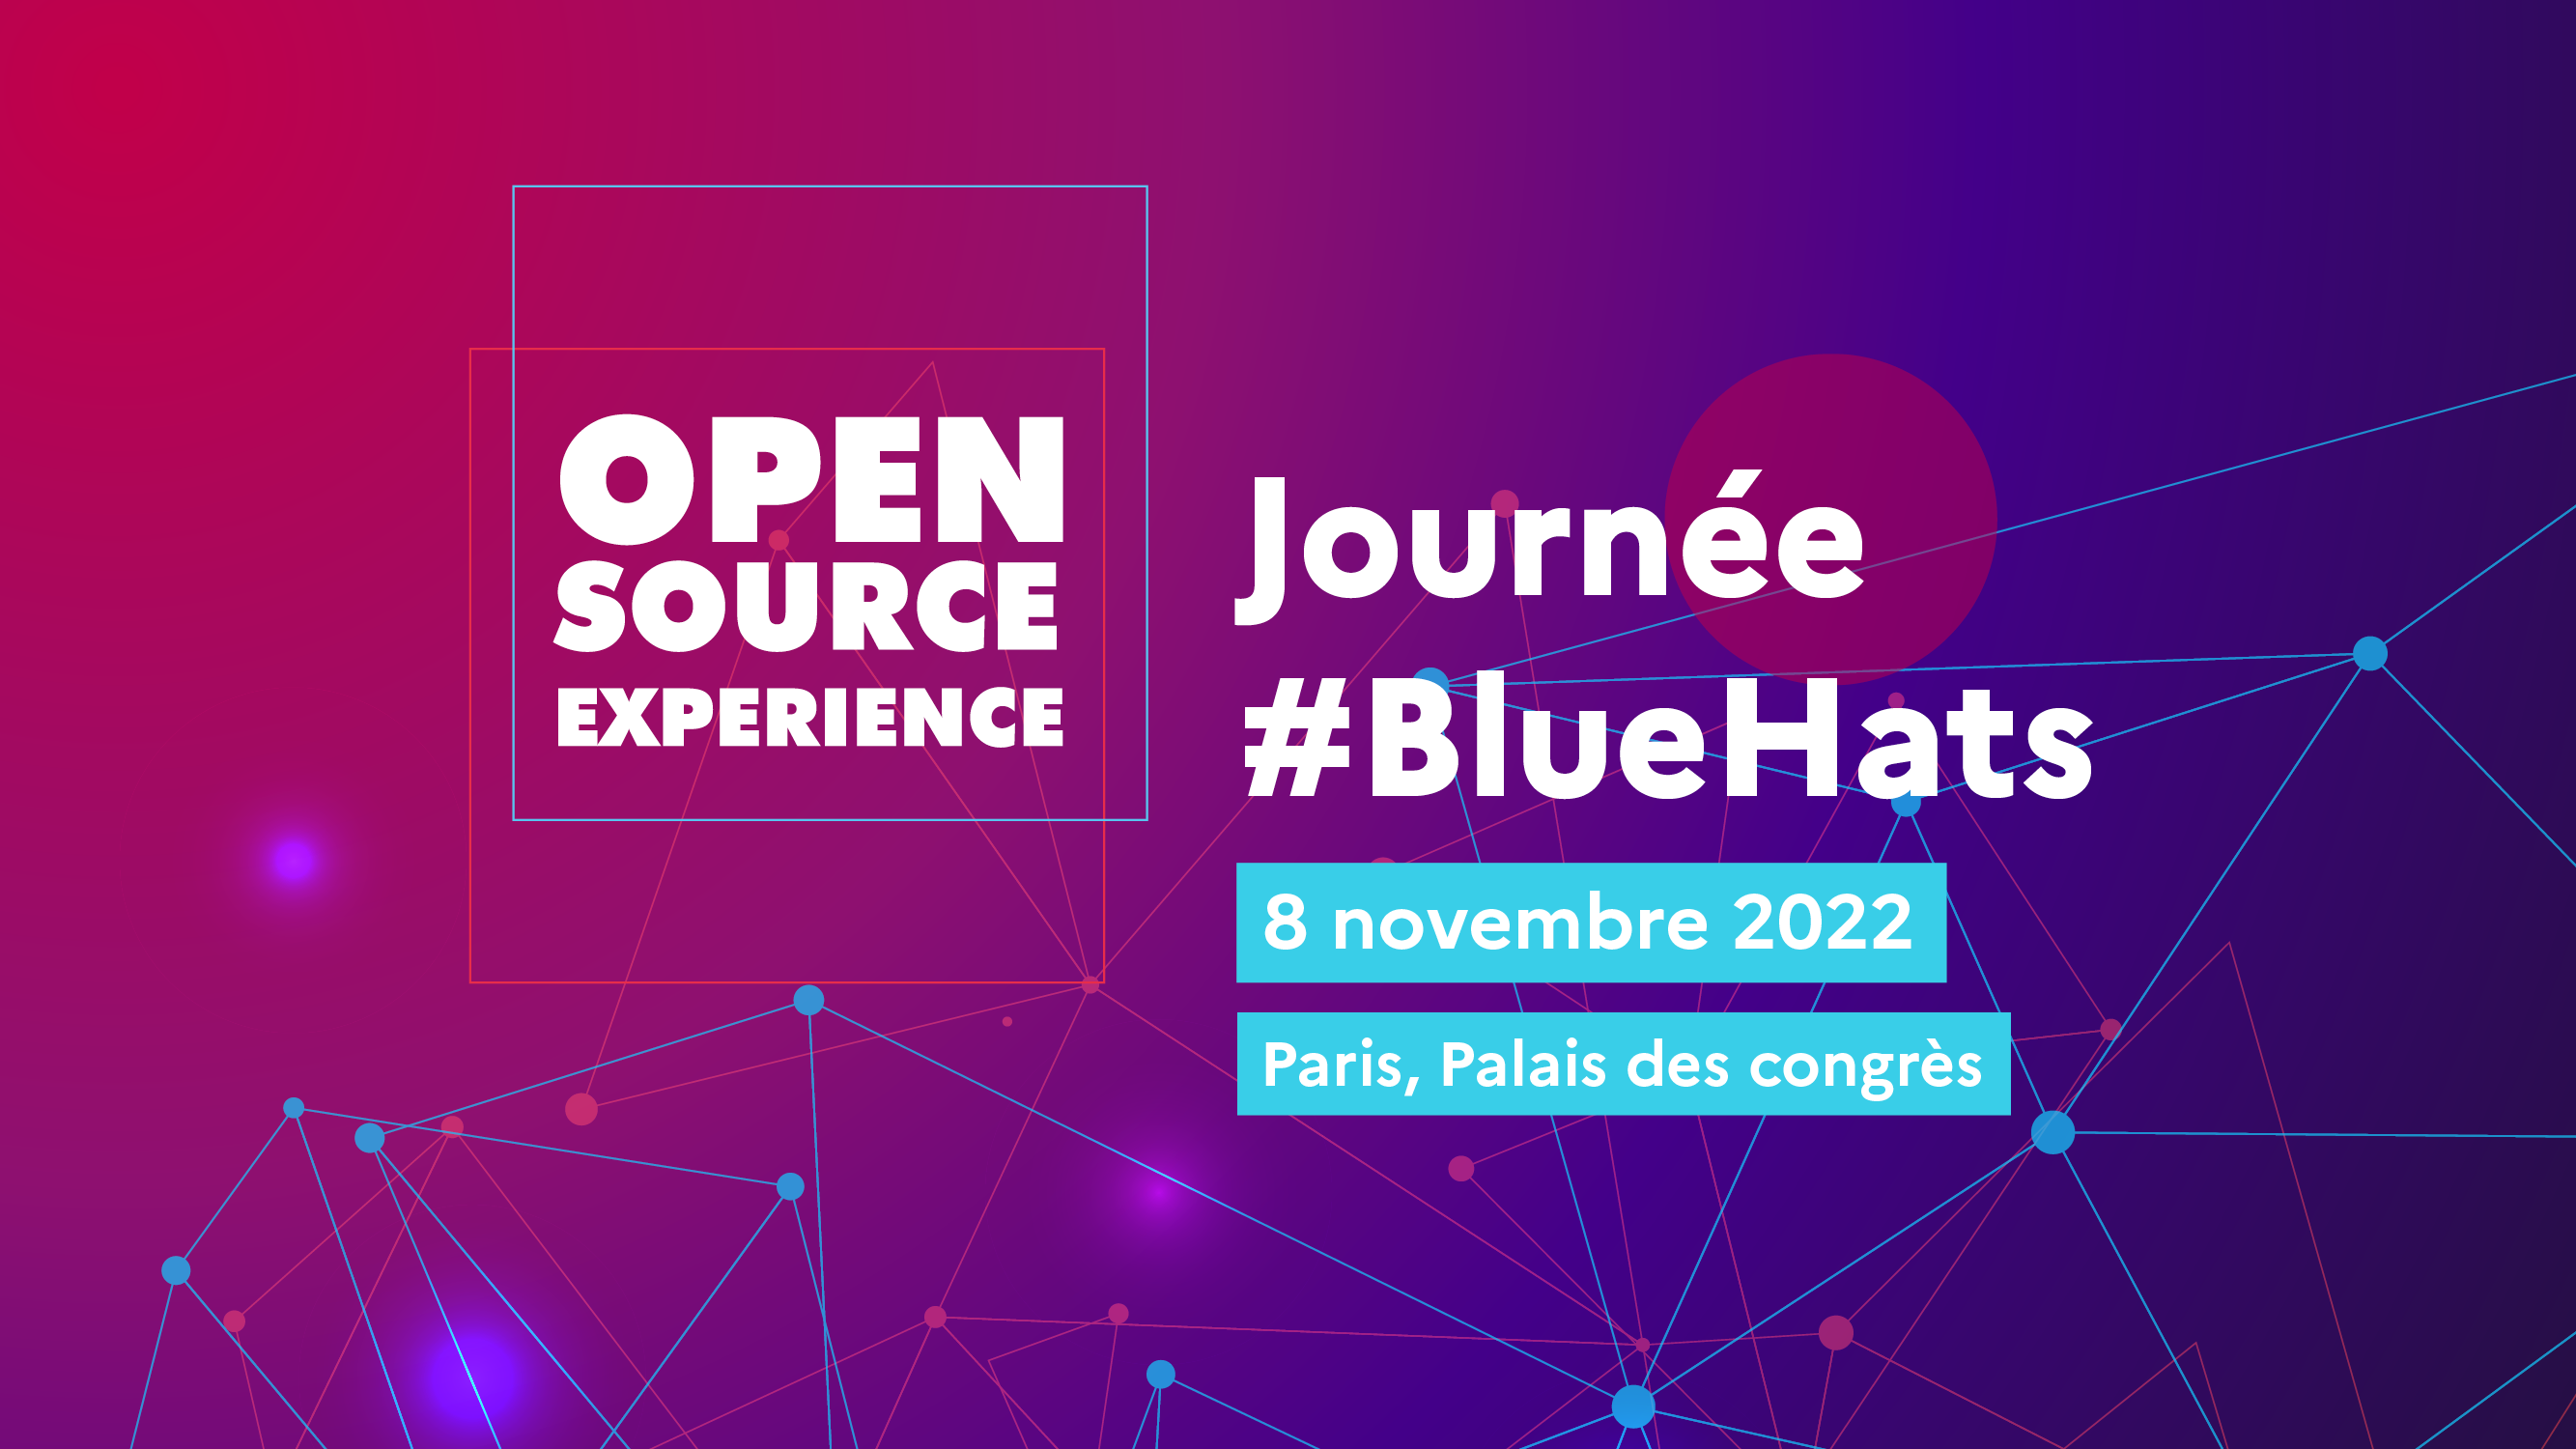 OPEN
SOURCE
EXPERIENCE
Journée
#BlueHats
8 novembre 2022
Paris, Palais des congrès